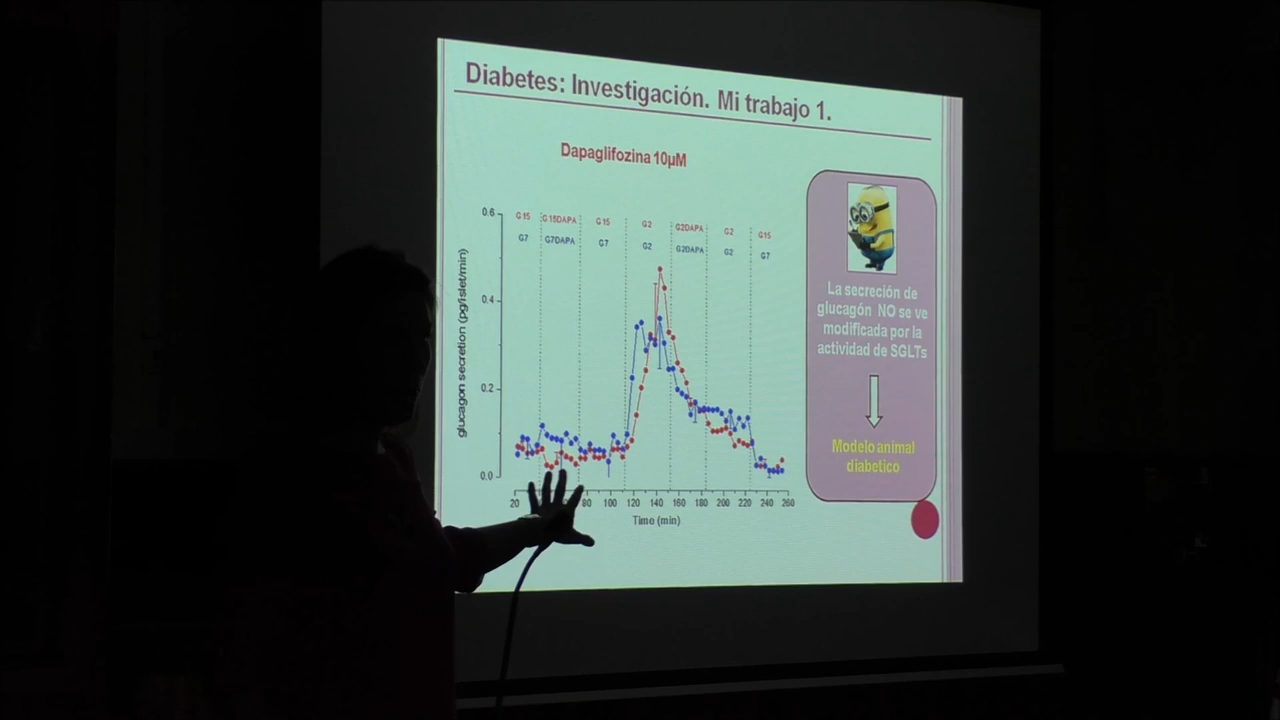 Diabetes: Investigación. Mi trabajo 1.
Dapaglifozina 10µM
0.6
0.4
0.2
0.0
glucagon secretion (pg/islet/min)
G15 G15DAPA G15 G2 G2DAPA G2 G15
G7 G7DAPA G7 G2 G2DAPA G2 G7
20 80 100 120 140 160 180 200 220 240 260
Time (min)
La secreción de
glucagón NO se ve
modificada por la
actividad de SGLTs
Modelo animal
diabetico